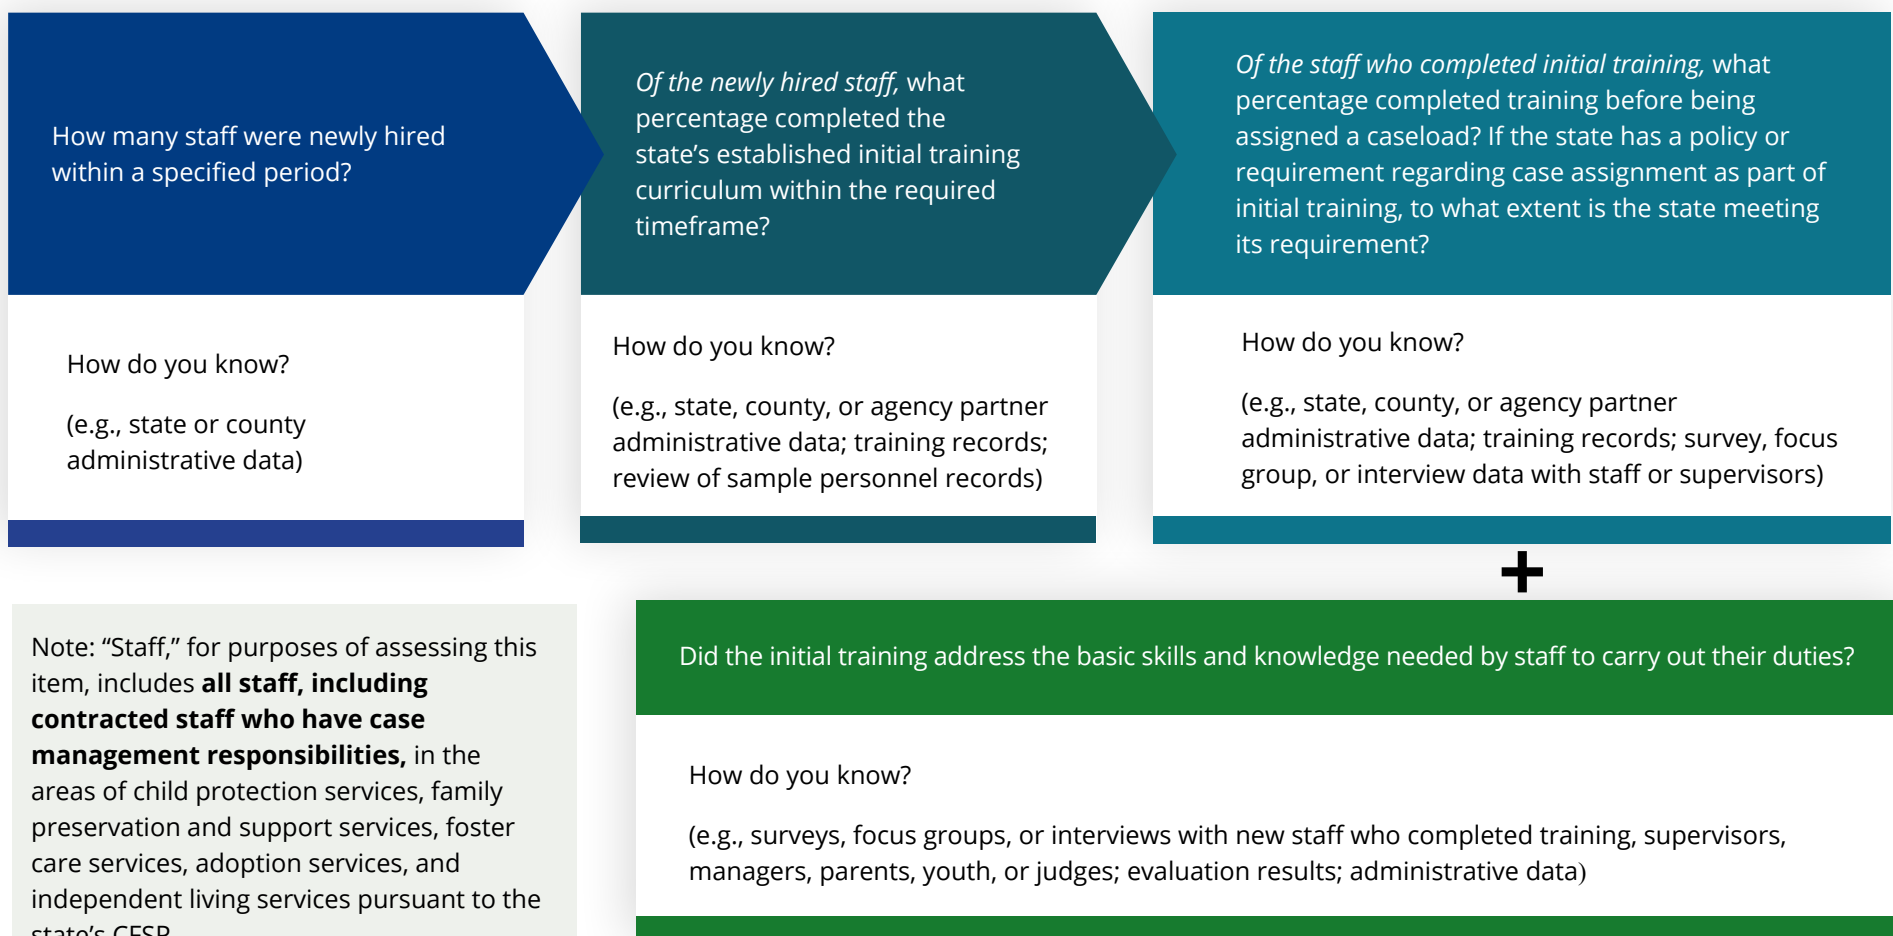 How many staff were newly hired
within a specified period?
How do you know?
(e.g., state or county
administrative data)
Of the newly hired staff, what
percentage completed the
state’s established initial training
curriculum within the required
timeframe?
How do you know?
(e.g., state, county, or agency partner
administrative data; training records;
review of sample personnel records)
Of the staff who completed initial training, what
percentage completed training before being
assigned a caseload? If the state has a policy or
requirement regarding case assignment as part of
initial training, to what extent is the state meeting
its requirement?
How do you know?
(e.g., state, county, or agency partner
administrative data; training records; survey, focus
group, or interview data with staff or supervisors)
+
Note: “Staff,” for purposes of assessing this
item, includes all staff, including
contracted staff who have case
management responsibilities, in the
areas of child protection services, family
preservation and support services, foster
care services, adoption services, and
independent living services pursuant to the
state’s CFSP
Did the initial training address the basic skills and knowledge needed by staff to carry out their duties?
How do you know?
(e.g., surveys, focus groups, or interviews with new staff who completed training, supervisors,
managers, parents, youth, or judges; evaluation results; administrative data)